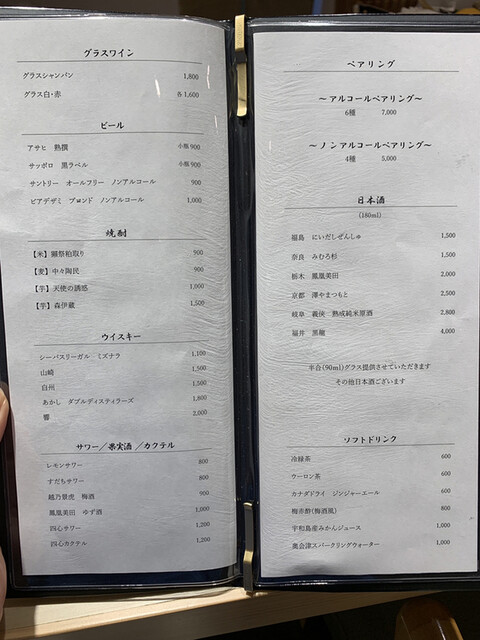 グラスワイン
グラスシャンパン 1,800
グラス白・赤 各1,600
ビール
アサヒ 熟撰 小瓶 900
サッポロ 黒ラベル 小瓶 900
サントリー オールフリー ノンアルコール 900
ビアデザミ ブロンド ノンアルコール 1,000
焼酎
【米】獺祭粕取り 900
【麦】中々陶民 900
【芋】天使の誘惑 1,000
【芋】森伊蔵 1,500
ウイスキー
シーバスリーガル ミズナラ 1,100
山崎 1,500
白州 1,500
あかし ダブルディスティラーズ 1,800
響 2,000
サワー／果実酒／カクテル
レモンサワー 800
すだちサワー 800
越乃景虎 梅酒 900
鳳凰美田 ゆず酒 1,000
四心サワー 1,200
四心カクテル 1,200
ペアリング
～アルコールペアリング～
6種 7,000
～ノンアルコールペアリング～
4種 5,000
日本酒
(180ml)
福島 にいだしぜんしゅ 1,500
奈良 みむろ杉 1,500
栃木 鳳凰美田 2,000
京都 澤やまつもと 2,500
岐阜 義侠 熟成純米原酒 2,800
福井 黒龍 4,000
半合(90ml)グラス提供させていただきます
その他日本酒ございます
ソフトドリンク
冷緑茶 600
ウーロン茶 600
カナダドライ ジンジャーエール 600
梅赤酢(梅酒風) 800
宇和島産みかんジュース 1,000
奥会津スパークリングウォーター 1,000